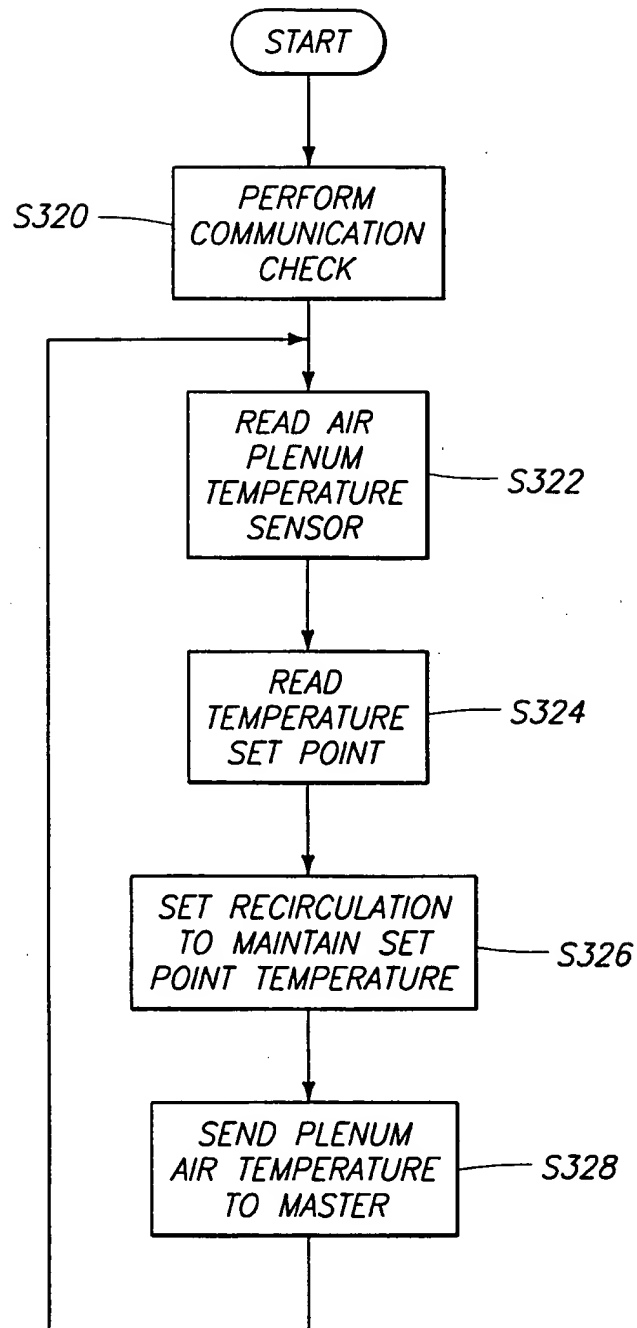 START
S320
PERFORM
COMMUNICATION
CHECK
READ AIR
PLENUM
TEMPERATURE
SENSOR
S322
READ
TEMPERATURE
SET POINT
S324
SET RECIRCULATION
TO MAINTAIN SET
POINT TEMPERATURE
S326
SEND PLENUM
AIR TEMPERATURE
TO MASTER
S328